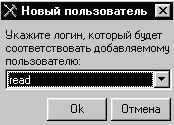 Новый пользователь
Укажите логин, который будет
соответствовать добавляемому
пользователю:
read
Ok
Отмена